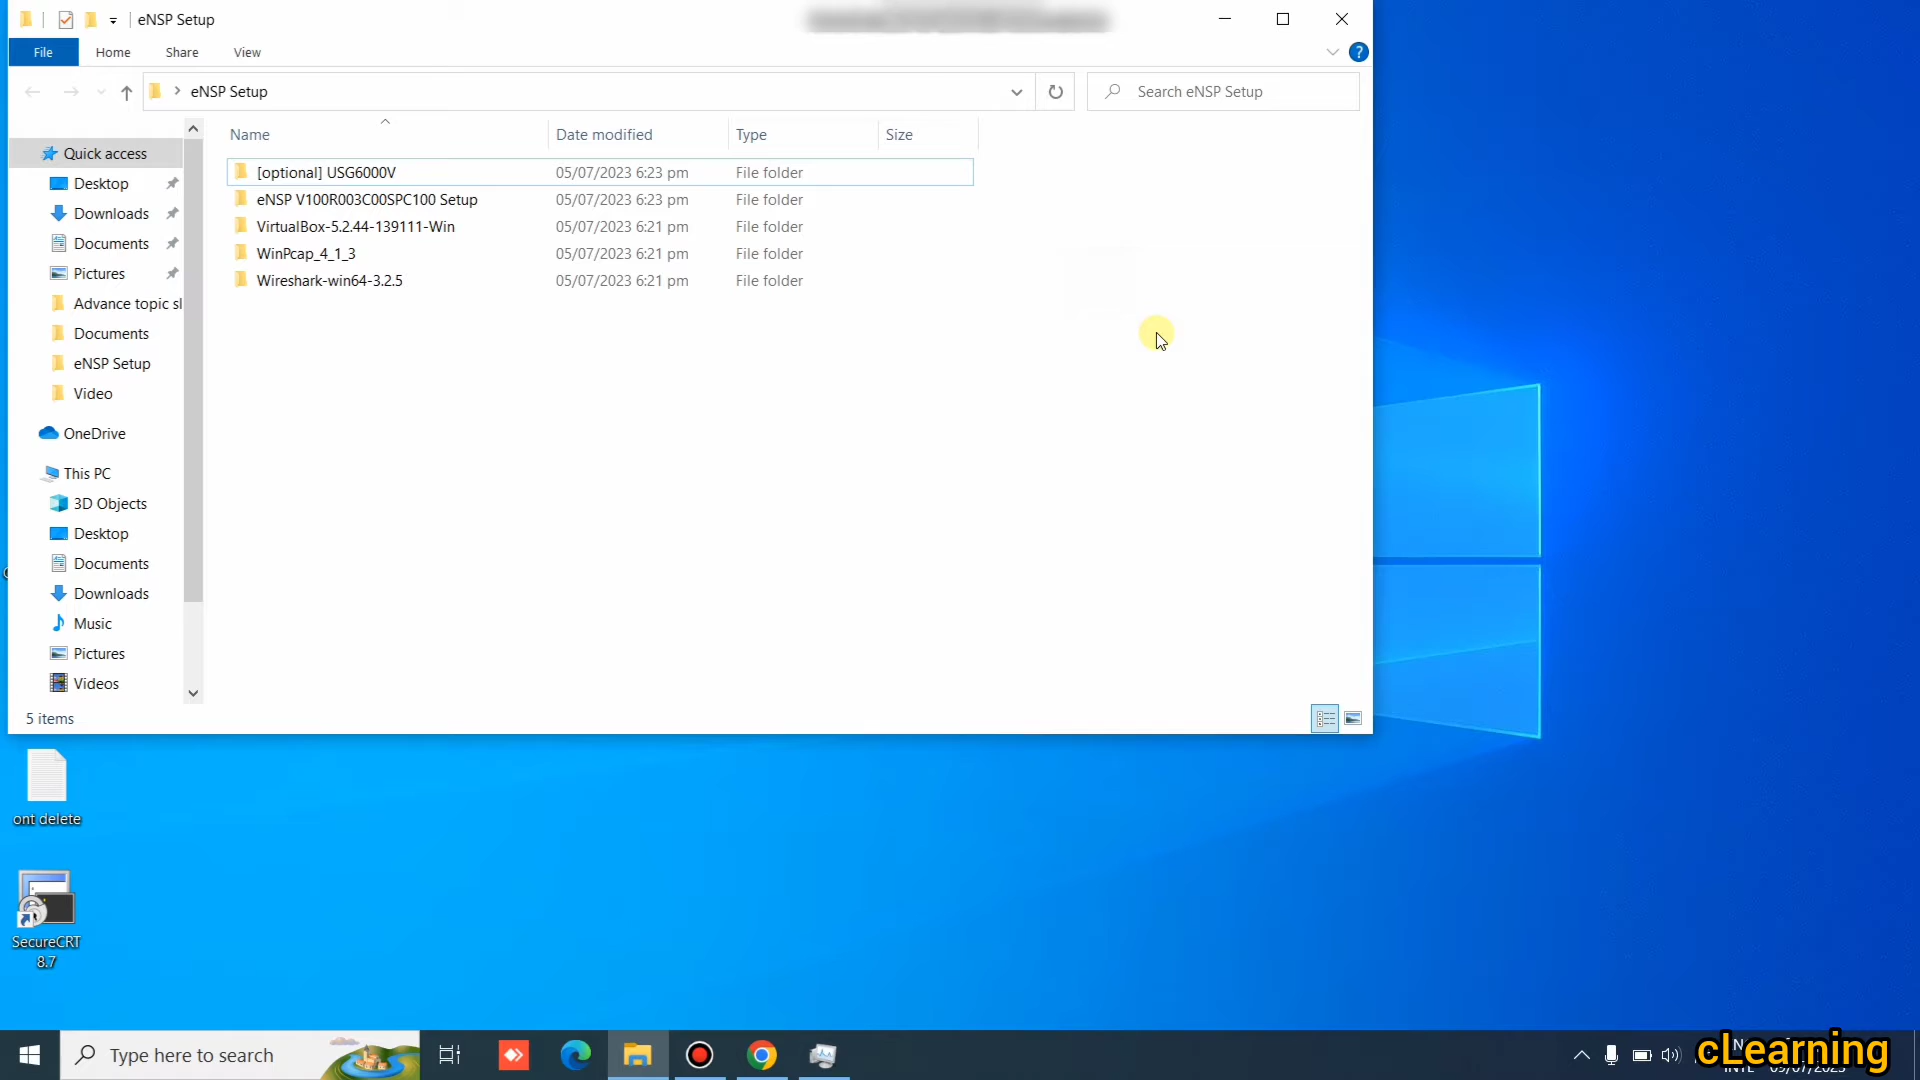 eNSP Setup
File Home Share View
eNSP Setup
Search eNSP Setup
Name Date modified Type Size
[optional] USG6000V 05/07/2023 6:23 pm File folder
eNSP V100R003C00SPC100 Setup 05/07/2023 6:23 pm File folder
VirtualBox-5.2.44-139111-Win 05/07/2023 6:21 pm File folder
WinPcap_4_1_3 05/07/2023 6:21 pm File folder
Wireshark-win64-3.2.5 05/07/2023 6:21 pm File folder
Quick access
Desktop
Downloads
Documents
Pictures
Advance topic sl
Documents
eNSP Setup
Video
OneDrive
This PC
3D Objects
Desktop
Documents
Downloads
Music
Pictures
Videos
5 items
ont delete
SecureCRT
8.7
Type here to search
cLearning